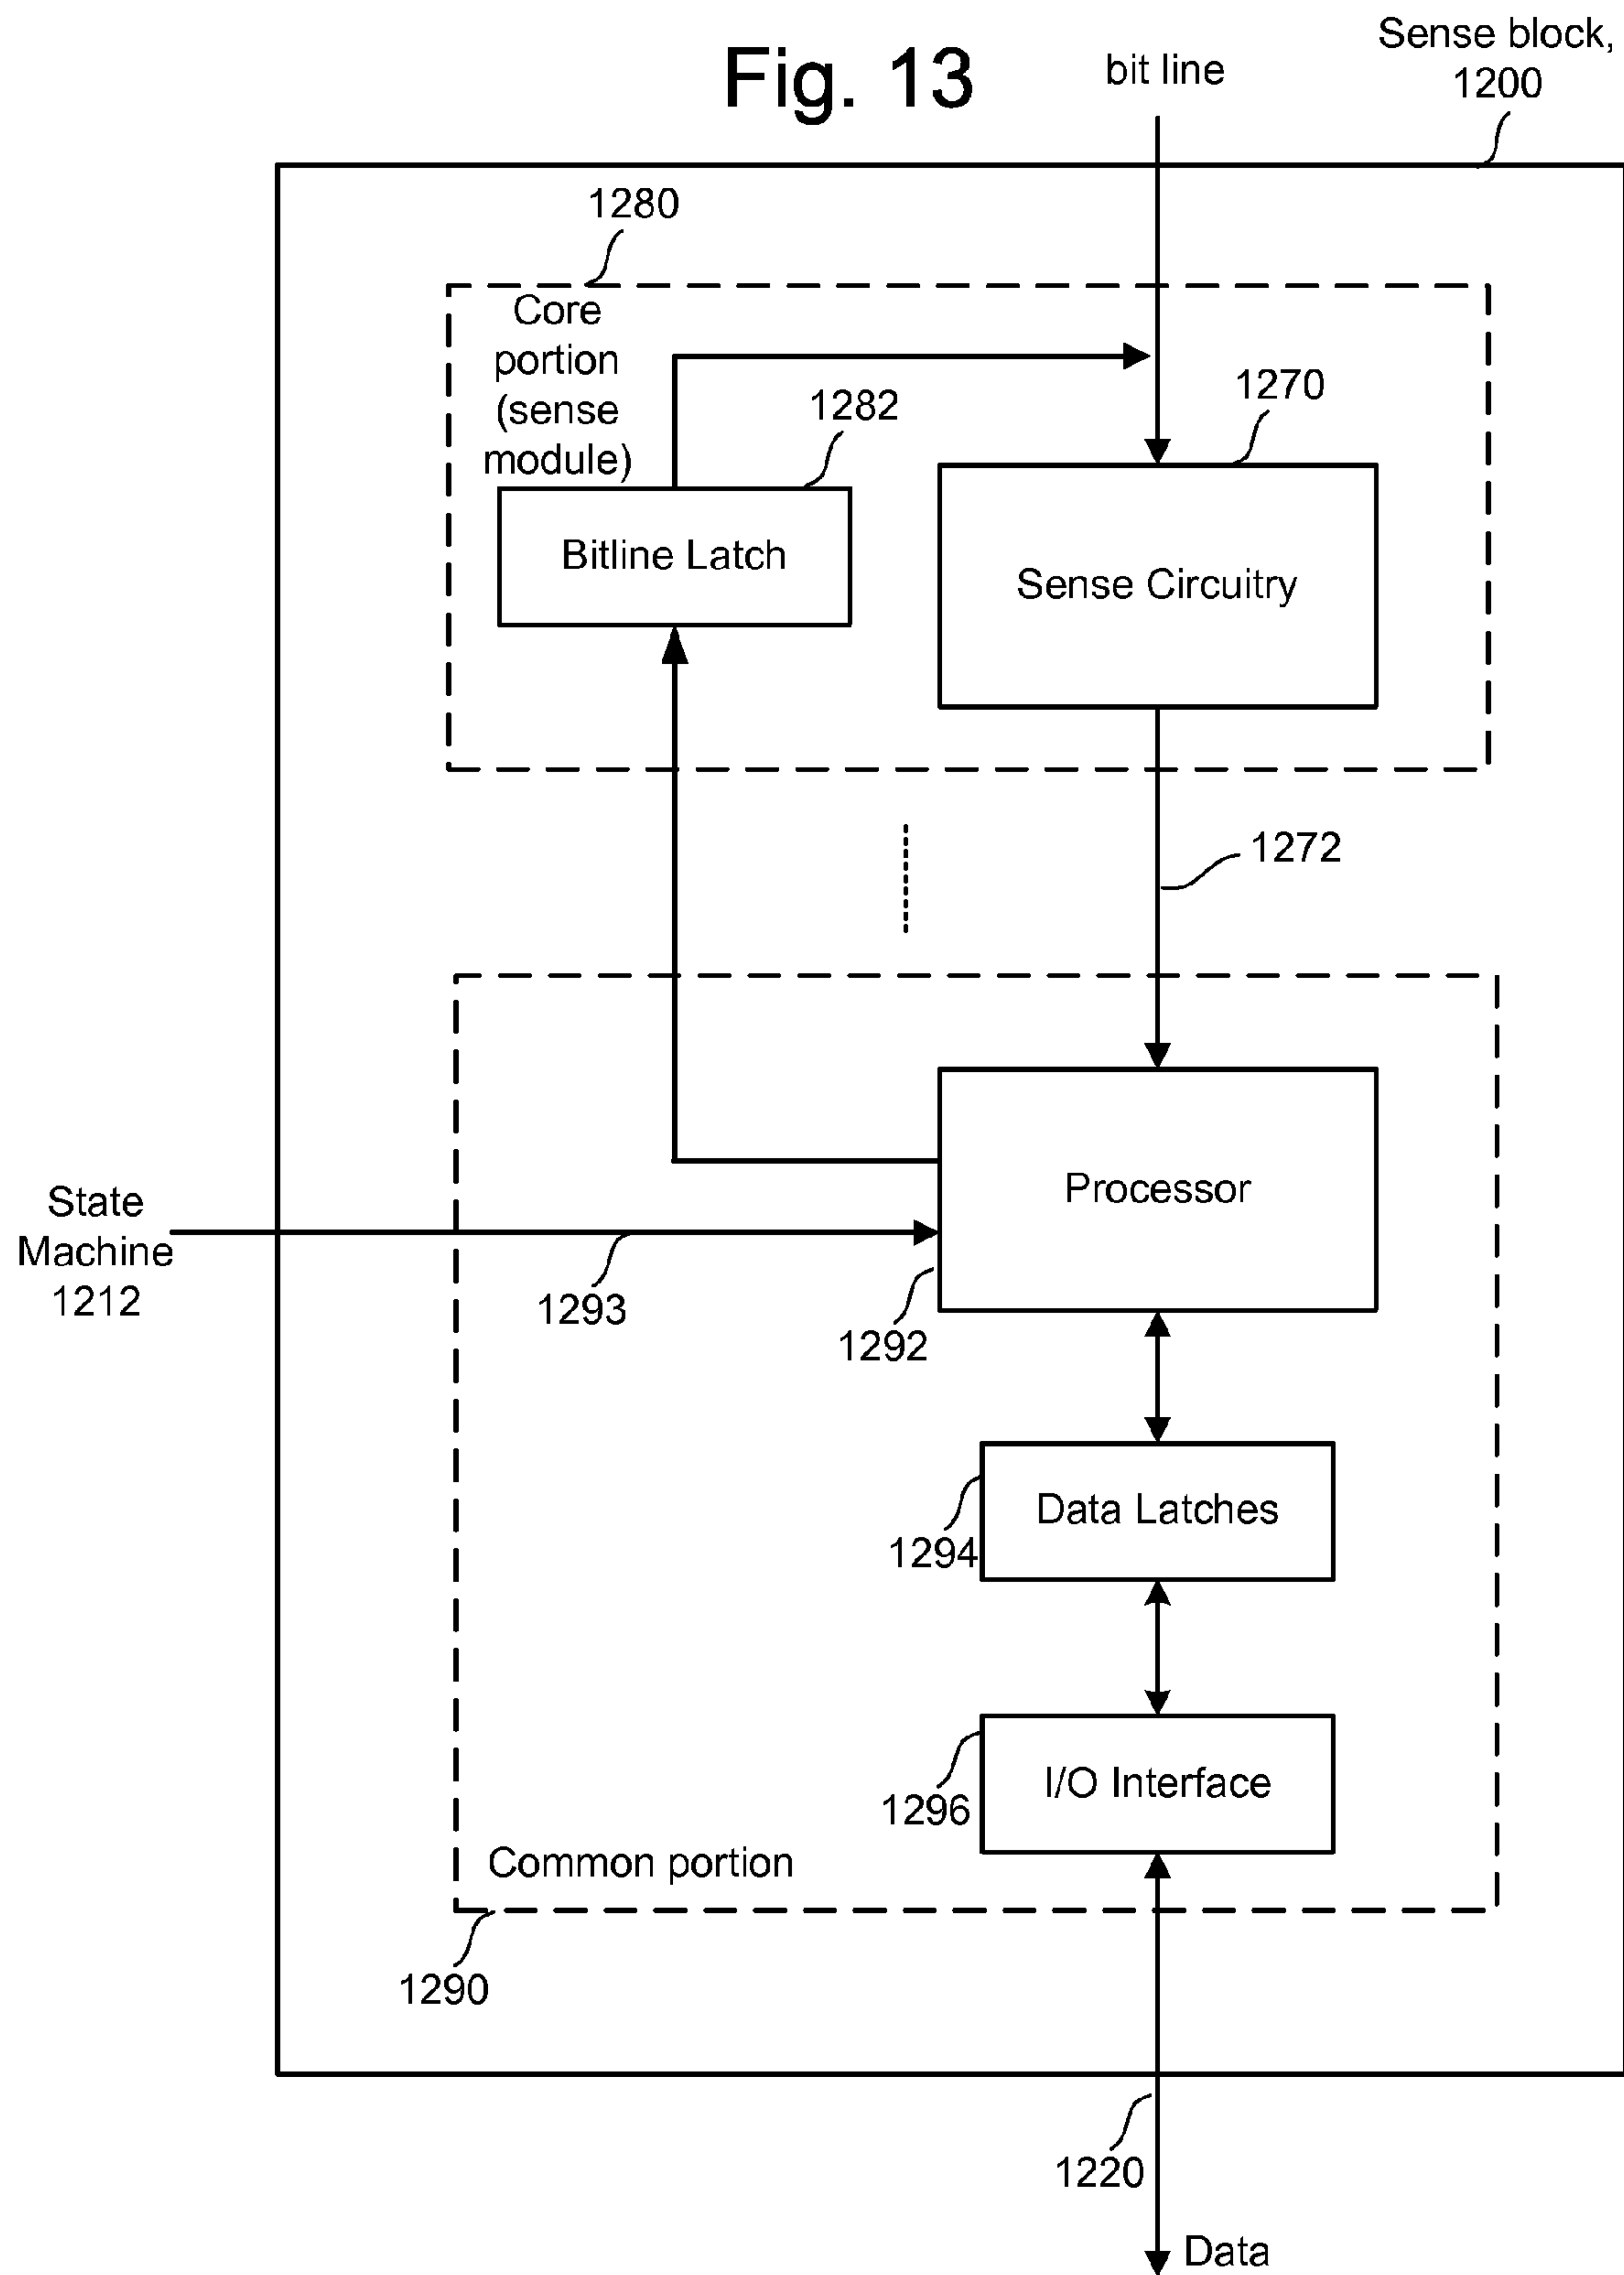 Fig. 13
bit line
Sense block,
1200
1280
Core
portion
(sense
module)
1282
1270
Bitline Latch
Sense Circuitry
1272
Processor
State
Machine
1212
1293
1292
Data Latches
1294
I/O Interface
1296
Common portion
1290
1220
Data